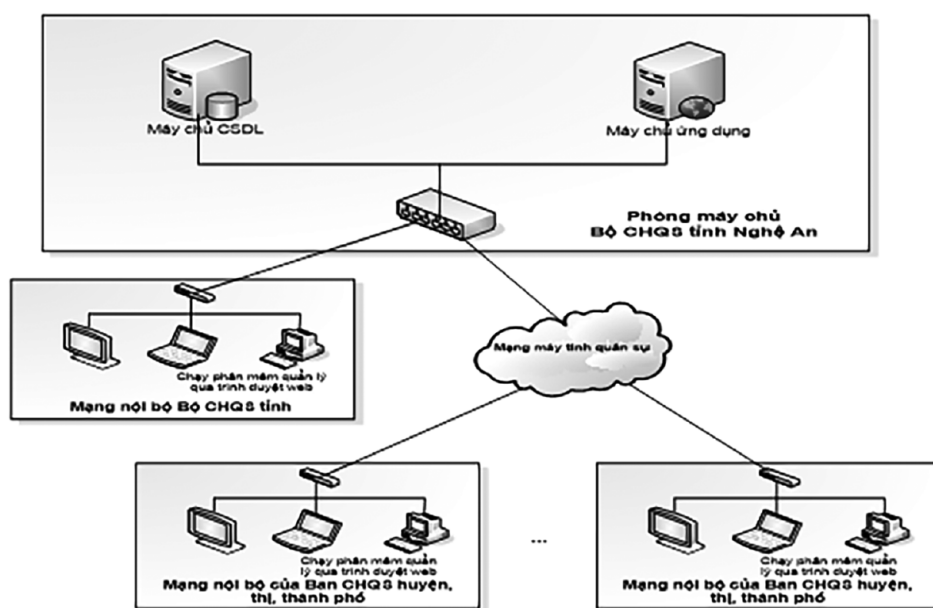 Máy chủ CSDL
Máy chủ ứng dụng
Phòng máy chủ
Bộ CHQS tỉnh Nghệ An
Chạy phần mềm quản lý
qua trình duyệt web
Mạng nội bộ Bộ CHQS tỉnh
Mạng máy tính quân sự
Chạy phần mềm quản
lý qua trình duyệt web
Mạng nội bộ của Ban CHQS huyện,
thị, thành phố
...
Chạy phần mềm quản
lý qua trình duyệt web
Mạng nội bộ của Ban CHQS huyện,
thị, thành phố